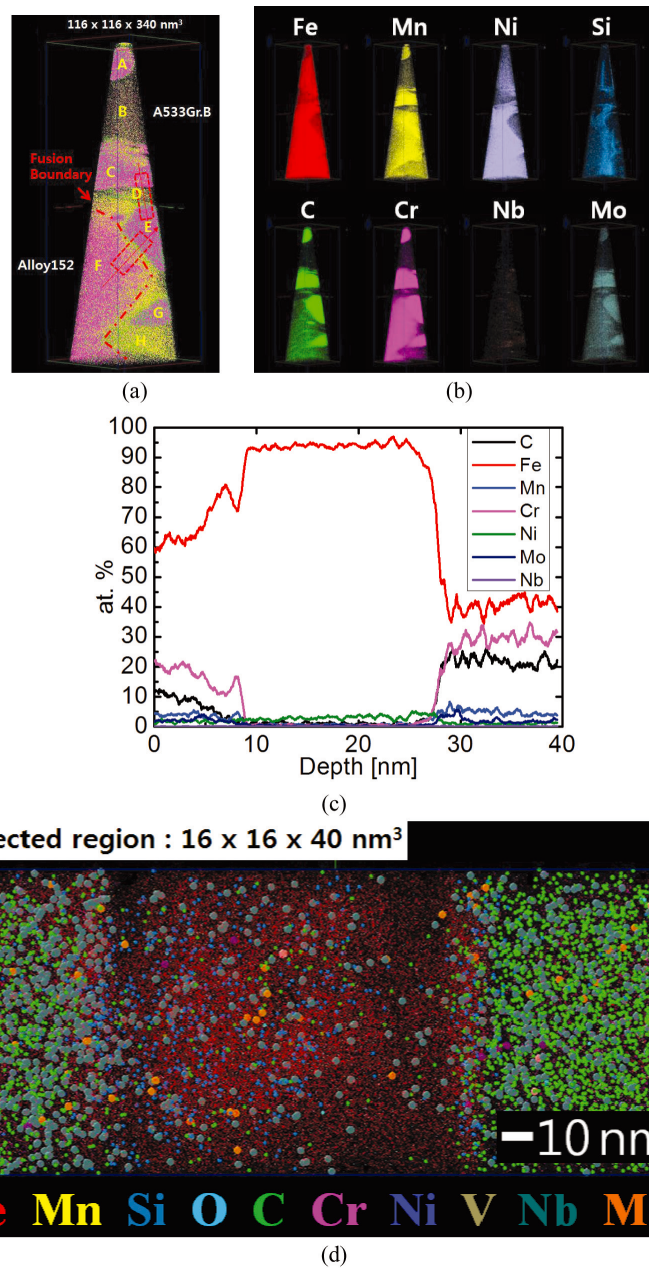 116 x 116 x 340 nm³
A
B
A533Gr.B
Fusion
Boundary
C
D
E
Alloy152
F
G
H
(a)
Fe Mn Ni Si
C Cr Nb Mo
(b)
100
90
80
70
60
50
40
30
20
10
0
at. %
C
Fe
Mn
Cr
Ni
Mo
Nb
0 10 20 30 40
Depth [nm]
(c)
ected region : 16 x 16 x 40 nm³
10 nm
e Mn Si O C Cr Ni V Nb M
(d)